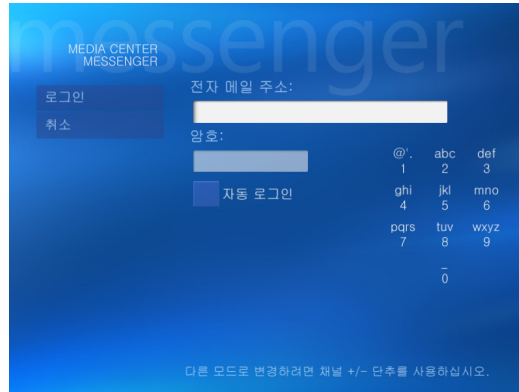 messenger
MEDIA CENTER
MESSENGER
로그인
취소
전자 메일 주소:
암호:
자동 로그인
@'. abc def
1 2 3
ghi jkl mno
4 5 6
pqrs tuv wxyz
7 8 9
_
0
다른 모드로 변경하려면 채널 +/− 단추를 사용하십시오.